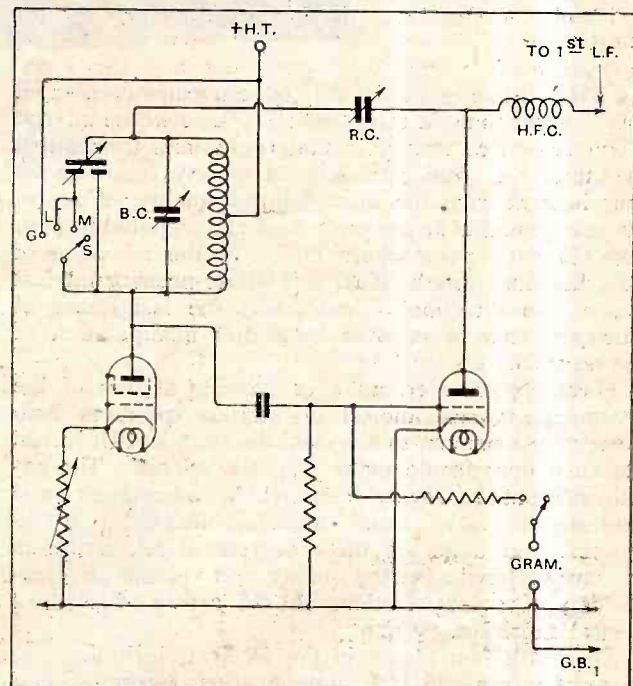 +H.T.
TO 1st L.F.
R.C.
H.F.C.
B.C.
L
M
G
S
GRAM.
G.B.1